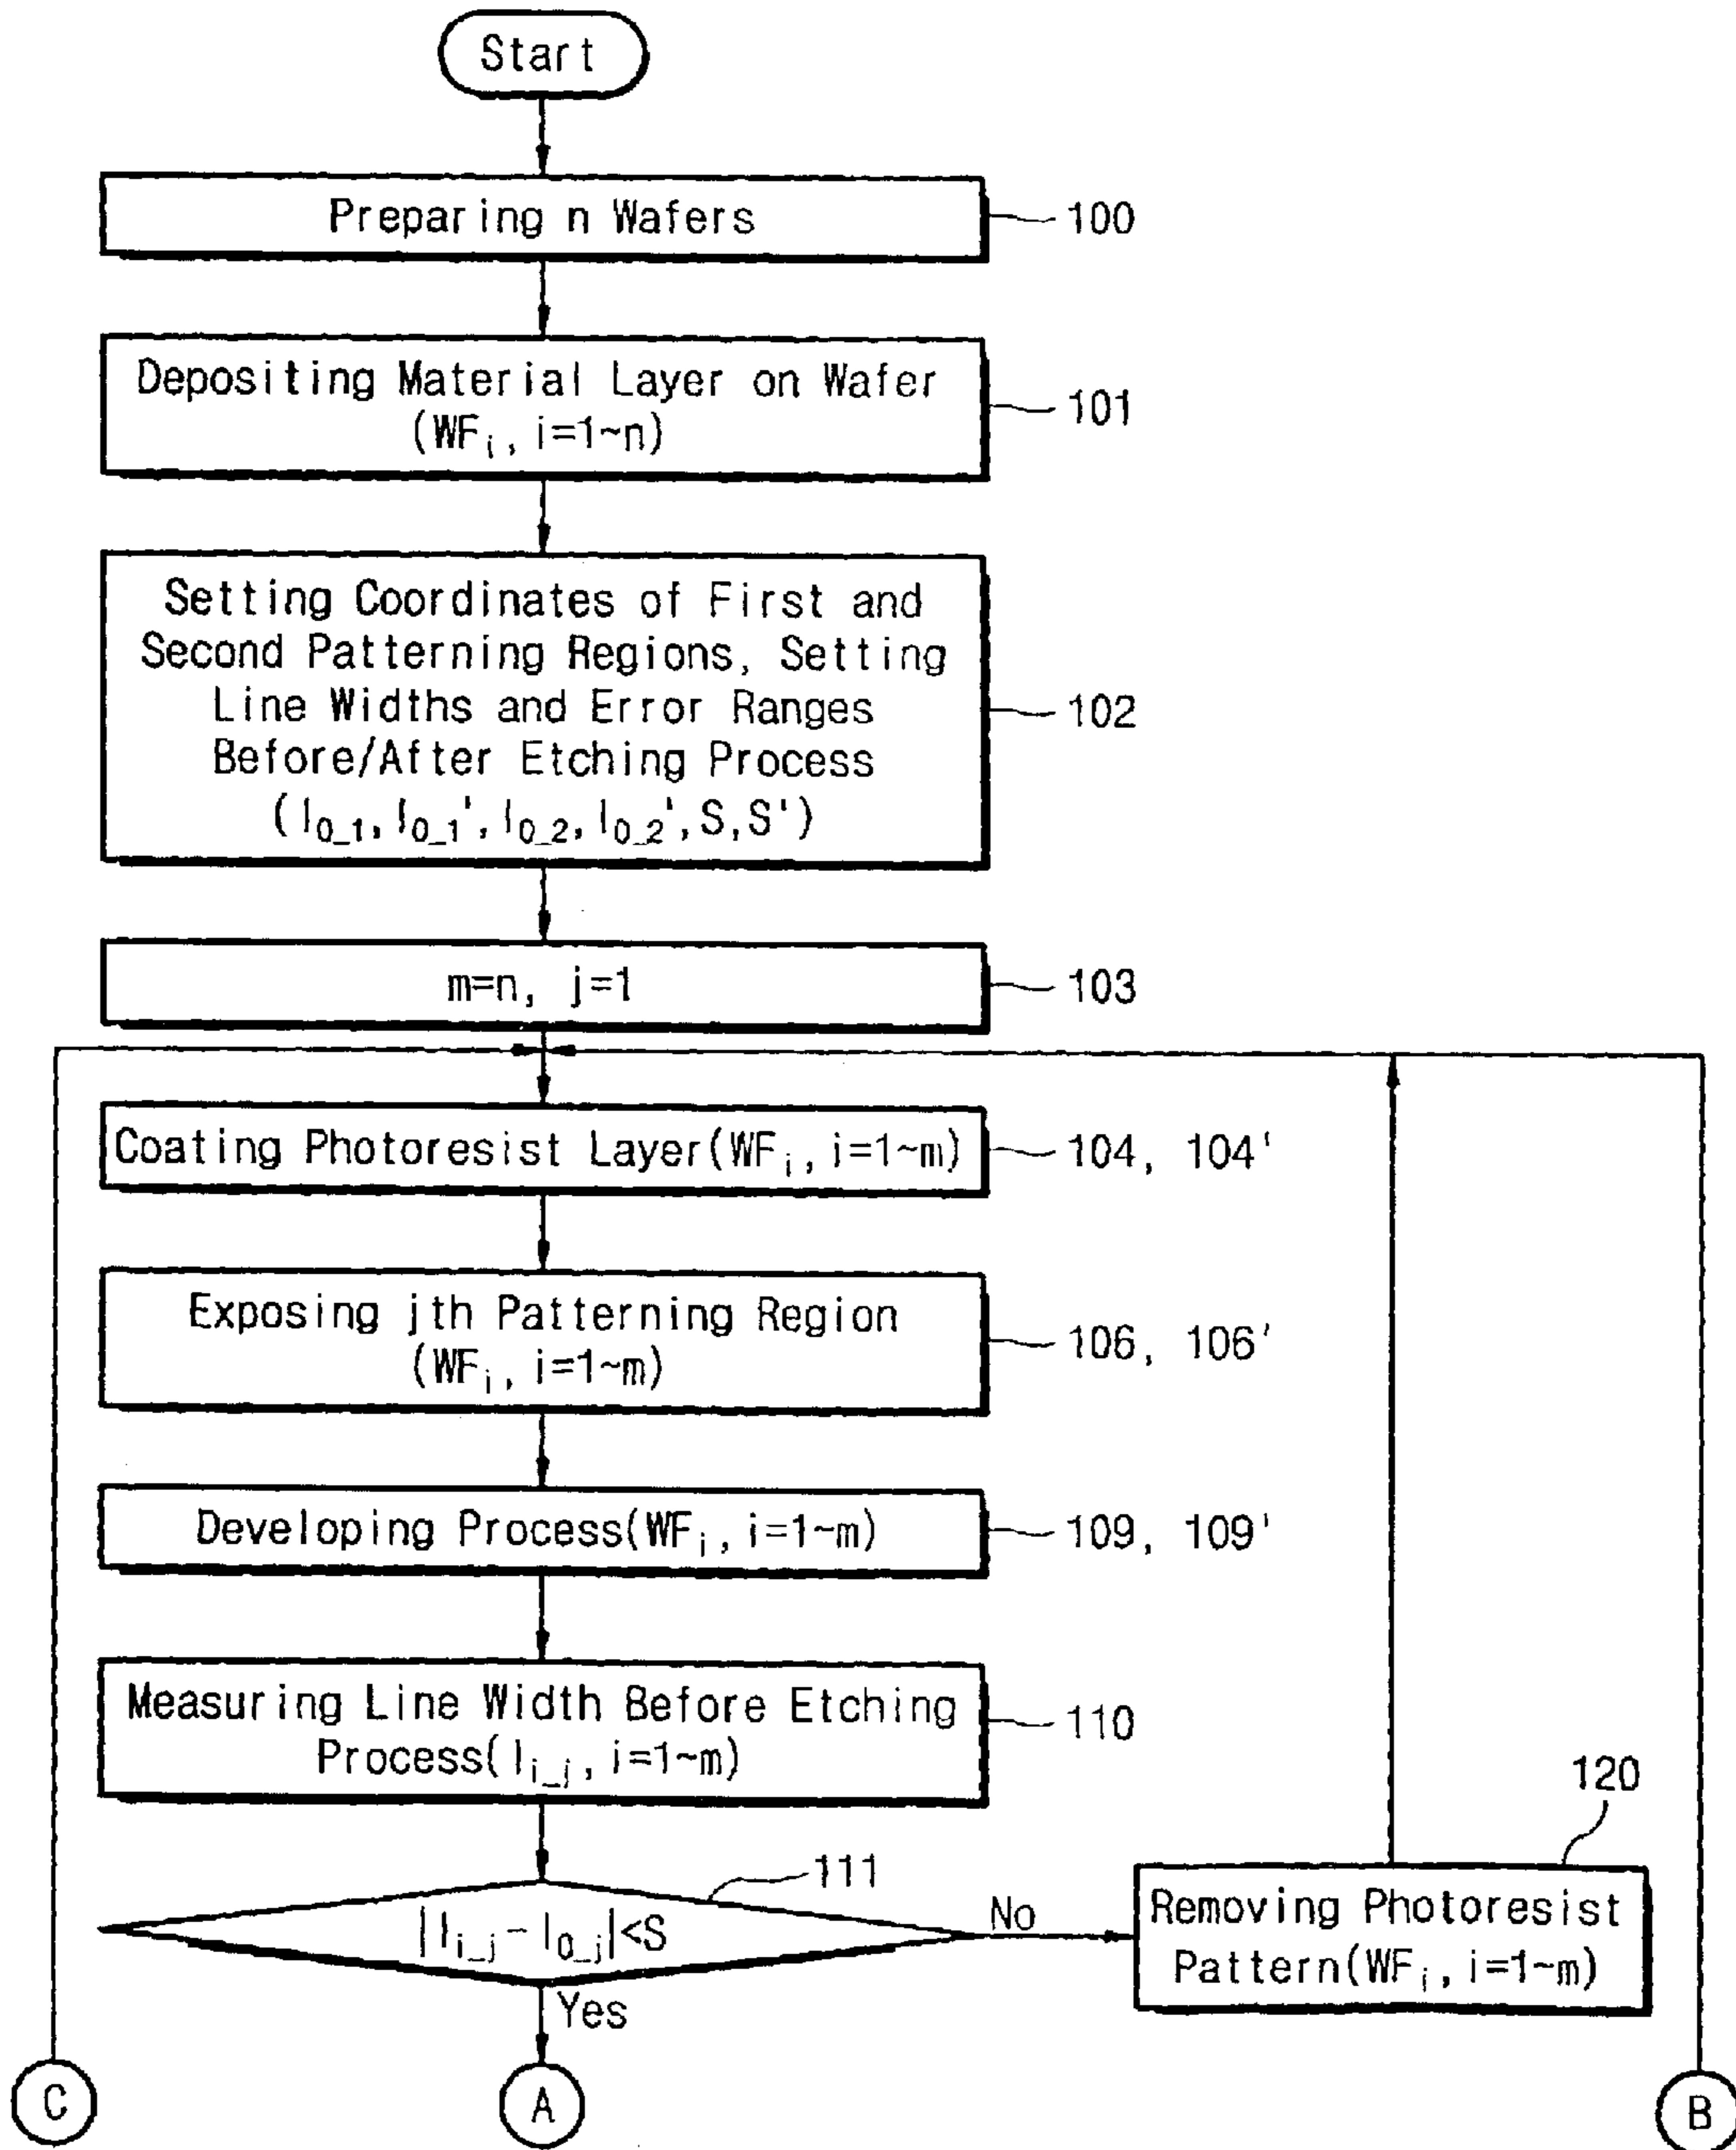 Start
Preparing n Wafers
100
Depositing Material Layer on Wafer
(WFi, i=1~n)
101
Setting Coordinates of First and
Second Patterning Regions, Setting
Line Widths and Error Ranges
Before/After Etching Process
(l0_1, l0_1', l0_2, l0_2', S, S')
102
m=n, j=1
103
Coating Photoresist Layer(WFi, i=1~m)
104, 104'
Exposing jth Patterning Region
(WFi, i=1~m)
106, 106'
Developing Process(WFi, i=1~m)
109, 109'
Measuring Line Width Before Etching
Process(li_j, i=1~m)
110
120
111
|li_j - l0_j|<S
No
Removing Photoresist
Pattern(WFi, i=1~m)
Yes
C
A
B